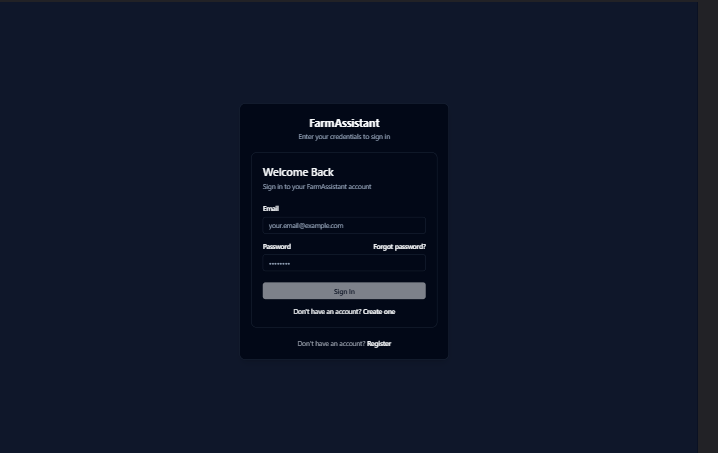 FarmAssistant
Enter your credentials to sign in
Welcome Back
Sign in to your FarmAssistant account
Email
your.email@example.com
Password Forgot password?
••••••••
Sign In
Don't have an account? Create one
Don't have an account? Register